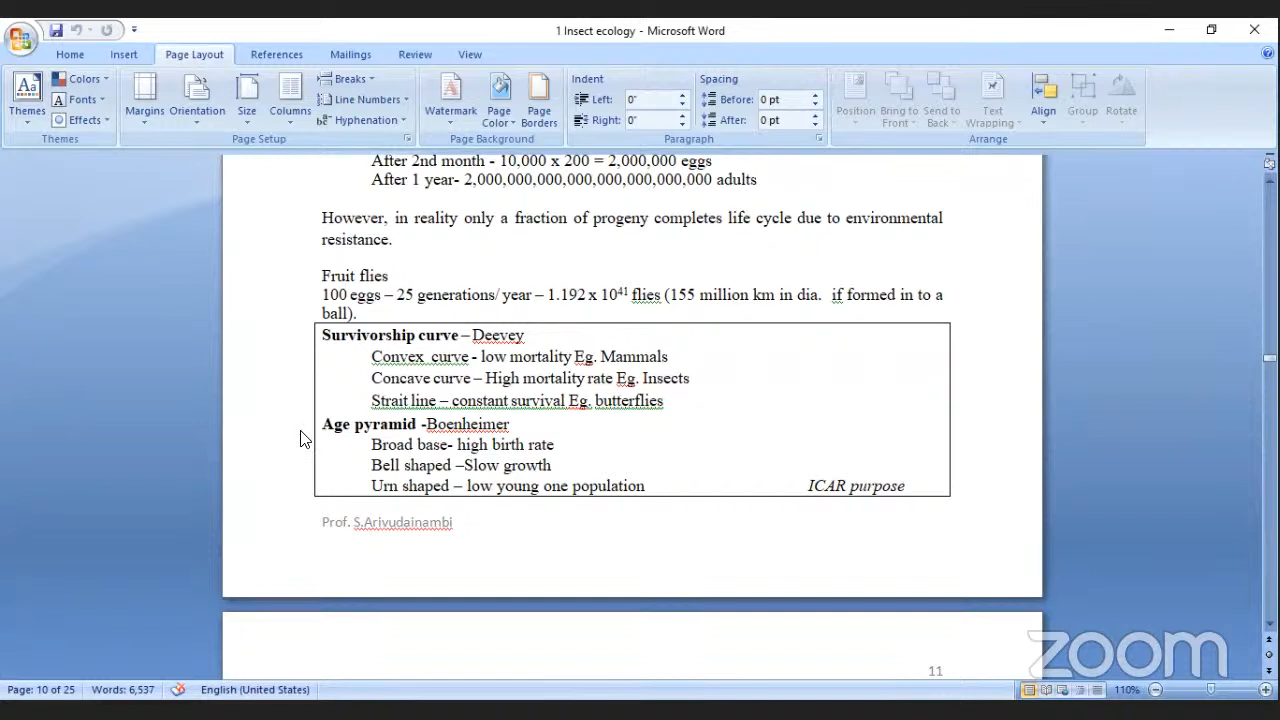 1 Insect ecology - Microsoft Word
Home Insert Page Layout References Mailings Review View
Themes
Colors
Fonts
Effects
Themes
Margins Orientation Size Columns
Breaks
Line Numbers
Hyphenation
Page Setup
Watermark Page Color Page Borders
Page Background
Indent
Left: 0"
Right: 0"
Spacing
Before: 0 pt
After: 0 pt
Paragraph
Position Bring to Front Send to Back Text Wrapping Align Group Rotate
Arrange
After 2nd month - 10,000 x 200 = 2,000,000 eggs
After 1 year- 2,000,000,000,000,000,000,000,000 adults
However, in reality only a fraction of progeny completes life cycle due to environmental
resistance.
Fruit flies
100 eggs – 25 generations/ year – 1.192 x 10⁴¹ flies (155 million km in dia. if formed in to a
ball).
Survivorship curve – Deevey
Convex curve - low mortality Eg. Mammals
Concave curve – High mortality rate Eg. Insects
Strait line – constant survival Eg. butterflies
Age pyramid -Boenheimer
Broad base- high birth rate
Bell shaped –Slow growth
Urn shaped – low young one population ICAR purpose
Prof. S.Arivudainambi
11
zoom
Page: 10 of 25 Words: 6,537 English (United States) 110%